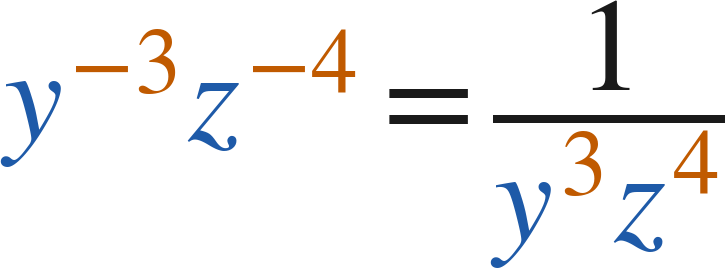 y⁻³z⁻⁴ = 1/(y³z⁴)